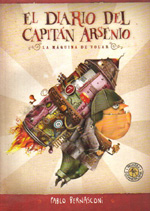 EL DIARIO DEL
CAPITÁN ARSENIO
LA MÁQUINA DE VOLAR
PABLO BERNASCONI